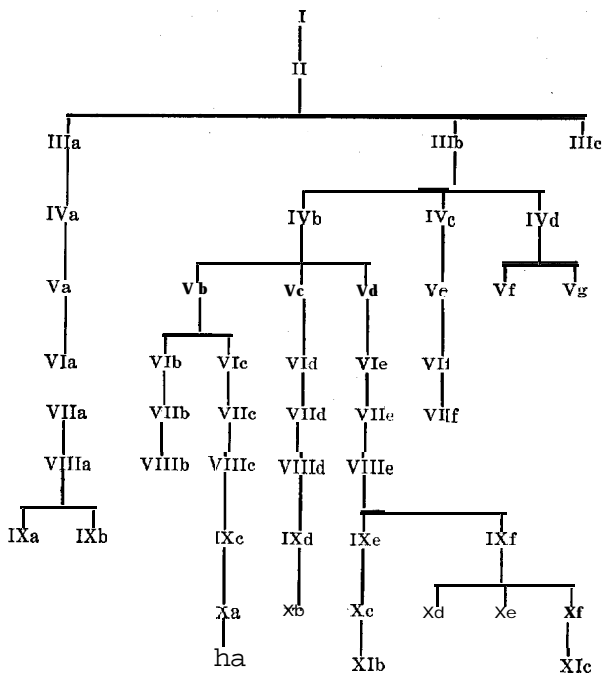 I
II
IIIa IIIb IIIc
IVa IVb IVc IVd
Va Vb Vc Vd Ve Vf Vg
VIa VIb VIc VId VIe VIf
VIIa VIIb VIIc VIId VIIe VIIf
VIIIa VIIIb VIIIc VIIId VIIIe
IXa IXb IXc IXd IXe IXf
Xa Xb Xc Xd Xe Xf
ha XIb XIc